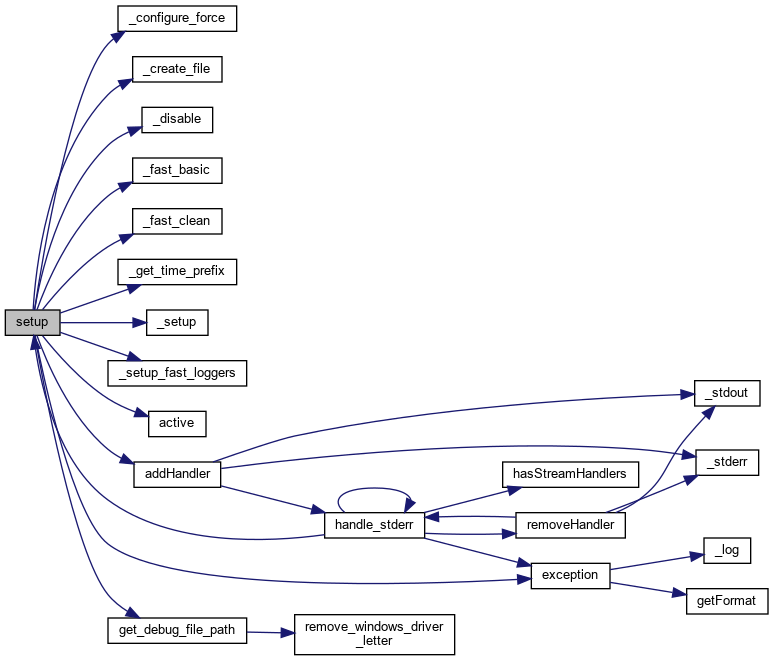 _configure_force
_create_file
_disable
_fast_basic
_fast_clean
_get_time_prefix
setup
_setup
_setup_fast_loggers
active
_stdout
addHandler
hasStreamHandlers
_stderr
handle_stderr
removeHandler
exception
_log
getFormat
get_debug_file_path
remove_windows_driver
_letter